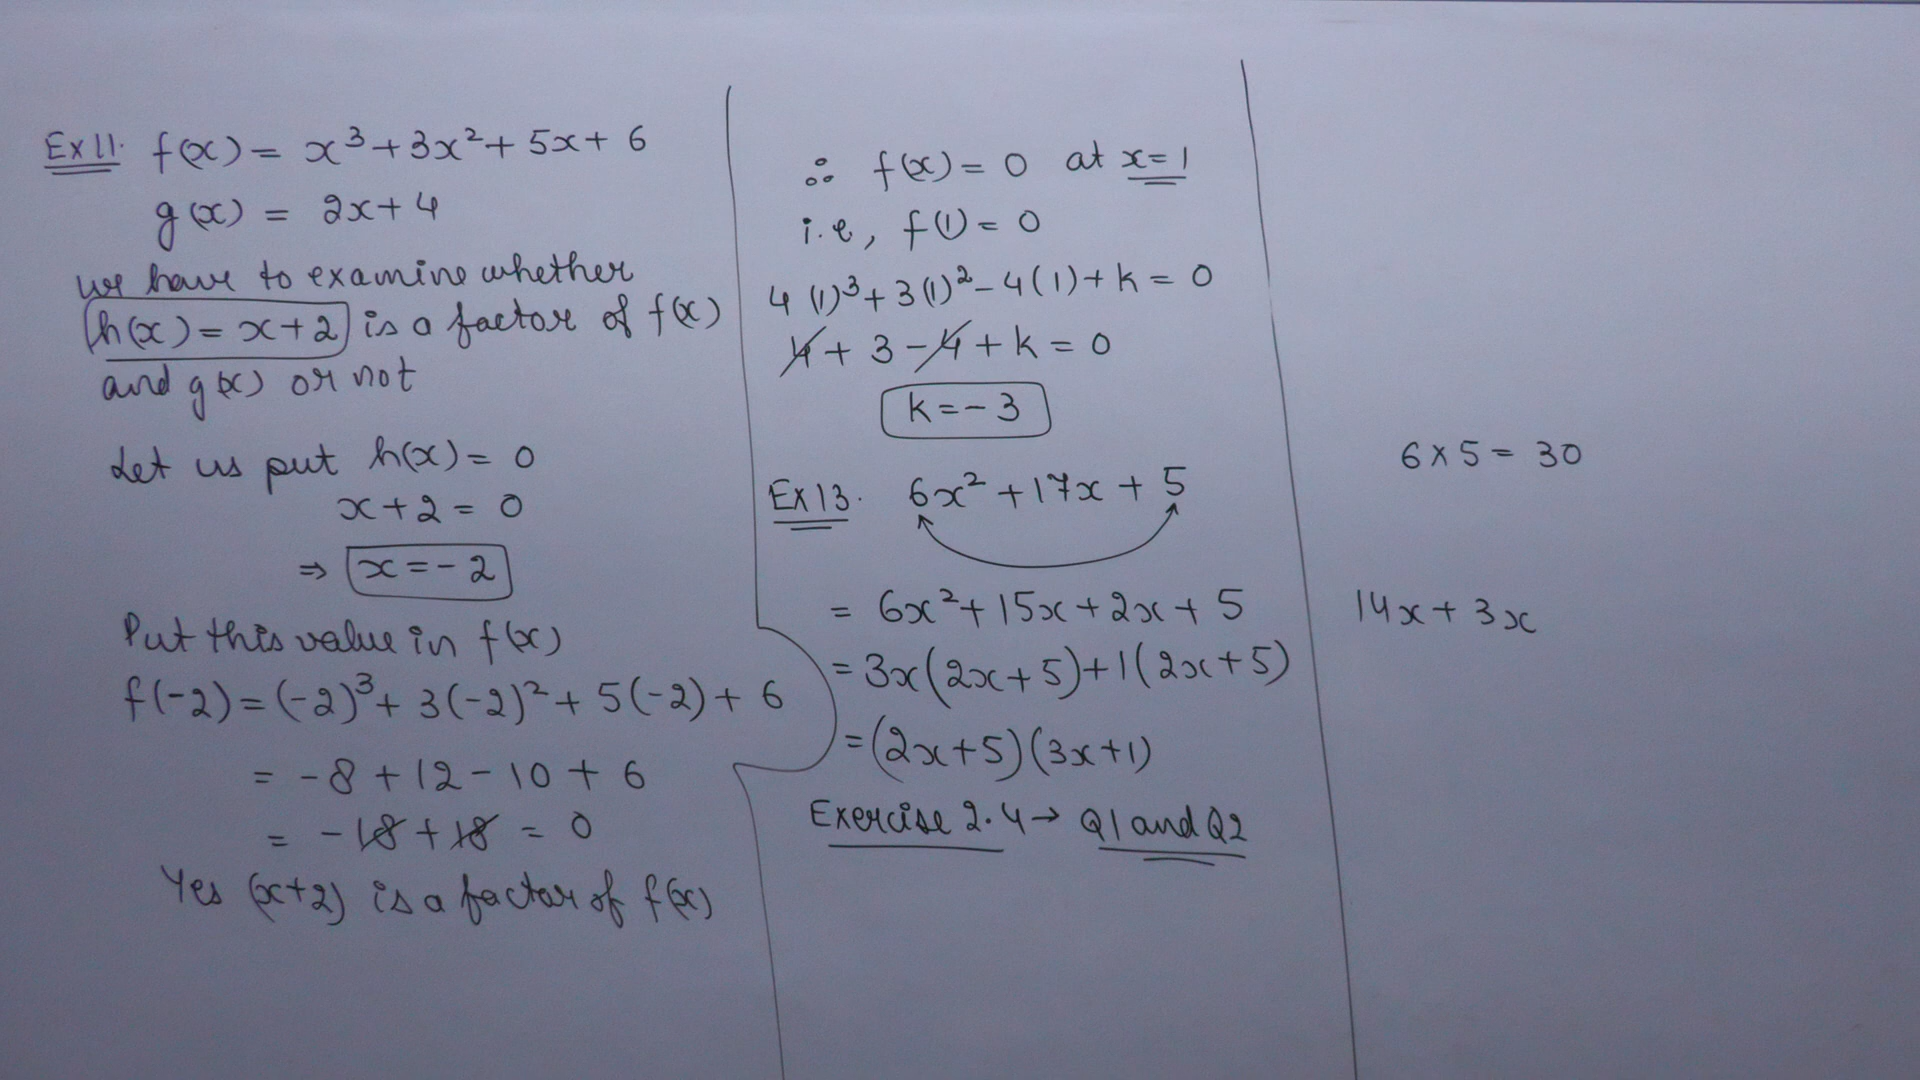 Ex 11. f(x) = x³ + 3x² + 5x + 6
g(x) = 2x + 4
we have to examine whether
h(x) = x + 2 is a factor of f(x)
and g(x) or not
Let us put h(x) = 0
x + 2 = 0
⇒ x = - 2
Put this value in f(x)
f(-2) = (-2)³ + 3(-2)² + 5(-2) + 6
= - 8 + 12 - 10 + 6
= - 18 + 18 = 0
Yes (x+2) is a factor of f(x)
∴ f(x) = 0 at x = 1
i.e, f(1) = 0
4 (1)³ + 3(1)² - 4(1) + k = 0
4 + 3 - 4 + k = 0
k = - 3
Ex 13. 6x² + 17x + 5
= 6x² + 15x + 2x + 5
= 3x(2x + 5) + 1(2x + 5)
= (2x + 5)(3x + 1)
Exercise 2.4 → Q1 and Q2
6 × 5 = 30
14x + 3x